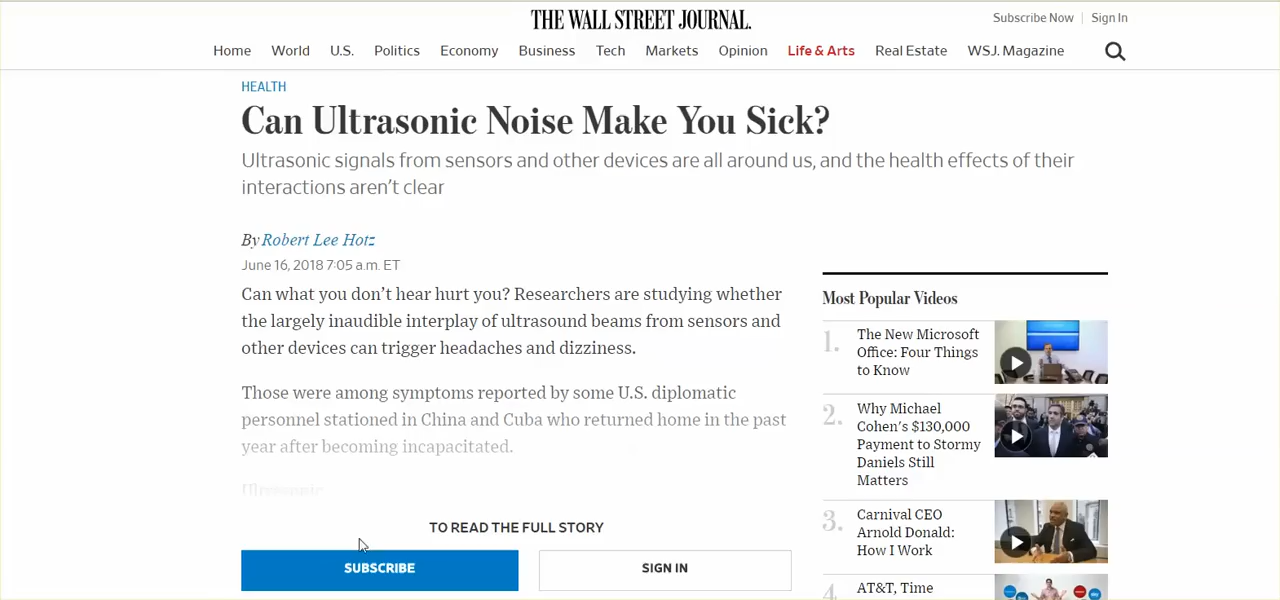 THE WALL STREET JOURNAL.
Subscribe Now | Sign In
Home World U.S. Politics Economy Business Tech Markets Opinion Life & Arts Real Estate WSJ. Magazine
HEALTH
Can Ultrasonic Noise Make You Sick?
Ultrasonic signals from sensors and other devices are all around us, and the health effects of their
interactions aren't clear
By Robert Lee Hotz
June 16, 2018 7:05 a.m. ET
Can what you don't hear hurt you? Researchers are studying whether
the largely inaudible interplay of ultrasound beams from sensors and
other devices can trigger headaches and dizziness.
Those were among symptoms reported by some U.S. diplomatic
personnel stationed in China and Cuba who returned home in the past
year after becoming incapacitated.
Ultrasonic
TO READ THE FULL STORY
SUBSCRIBE
SIGN IN
Most Popular Videos
1.
The New Microsoft
Office: Four Things
to Know
2.
Why Michael
Cohen's $130,000
Payment to Stormy
Daniels Still
Matters
3.
Carnival CEO
Arnold Donald:
How I Work
4.
AT&T, Time